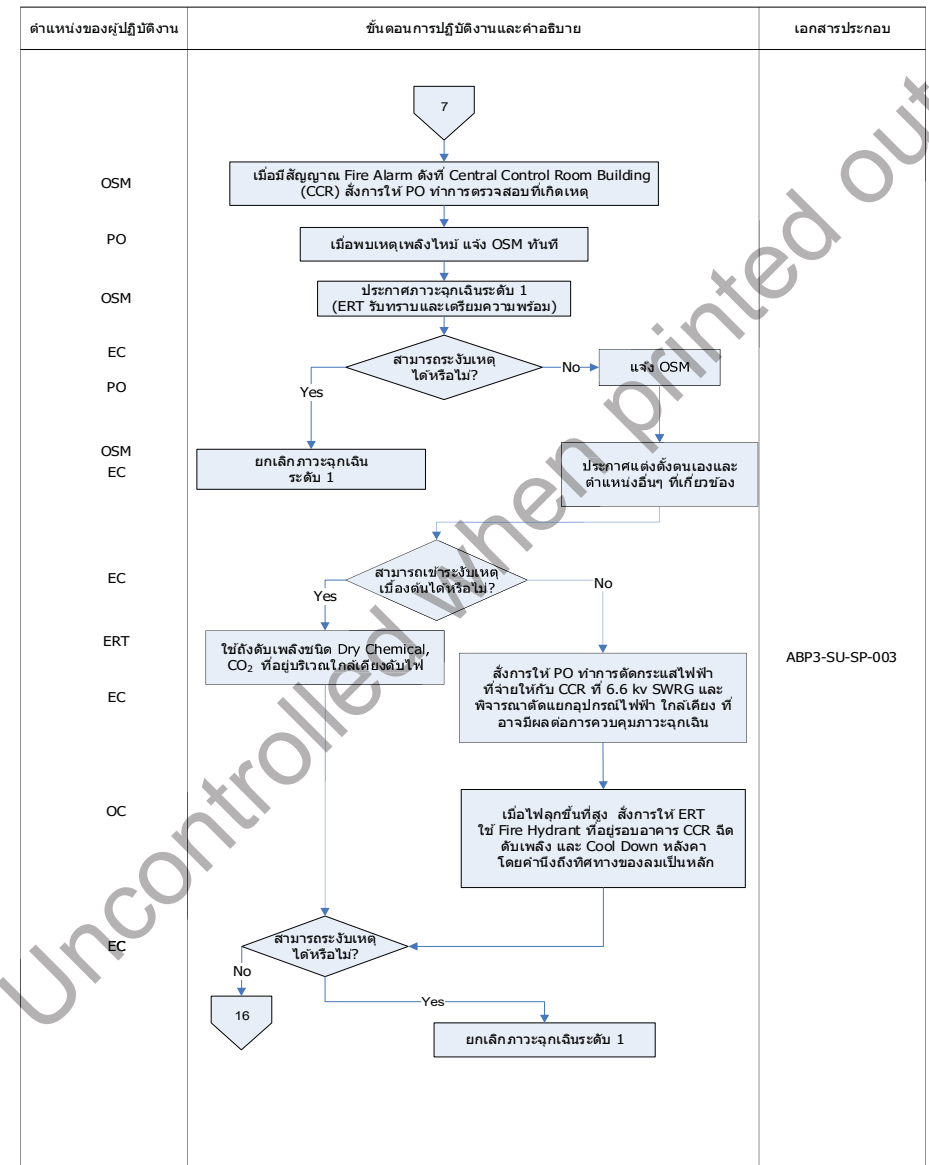 ตำแหน่งของผู้ปฏิบัติงาน
ขั้นตอนการปฏิบัติงานและคำอธิบาย
เอกสารประกอบ
7
OSM
เมื่อมีสัญญาณ Fire Alarm ดังที่ Central Control Room Building
(CCR) สั่งการให้ PO ทำการตรวจสอบที่เกิดเหตุ
PO
เมื่อพบเหตุเพลิงไหม้ แจ้ง OSM ทันที
OSM
ประกาศภาวะฉุกเฉินระดับ 1
(ERT รับทราบและเตรียมความพร้อม)
EC
PO
สามารถระงับเหตุ
ได้หรือไม่?
No
แจ้ง OSM
Yes
OSM
EC
ยกเลิกภาวะฉุกเฉิน
ระดับ 1
ประกาศแต่งตั้งตนเองและ
ตำแหน่งอื่นๆ ที่เกี่ยวข้อง
EC
สามารถเข้าระงับเหตุ
เบื้องต้นได้หรือไม่?
Yes
No
ERT
ใช้ถังดับเพลิงชนิด Dry Chemical,
CO2 ที่อยู่บริเวณใกล้เคียงดับไฟ
EC
สั่งการให้ PO ทำการตัดกระแสไฟฟ้า
ที่จ่ายให้กับ CCR ที่ 6.6 kv SWRG และ
พิจารณาตัดแยกอุปกรณ์ไฟฟ้า ใกล้เคียง ที่
อาจมีผลต่อการควบคุมภาวะฉุกเฉิน
ABP3-SU-SP-003
OC
เมื่อไฟลุกขึ้นที่สูง สั่งการให้ ERT
ใช้ Fire Hydrant ที่อยู่รอบอาคาร CCR ฉีด
ดับเพลิง และ Cool Down หลังคา
โดยคำนึงถึงทิศทางของลมเป็นหลัก
EC
สามารถระงับเหตุ
ได้หรือไม่?
No
16
Yes
ยกเลิกภาวะฉุกเฉินระดับ 1
Uncontrolled when printed out